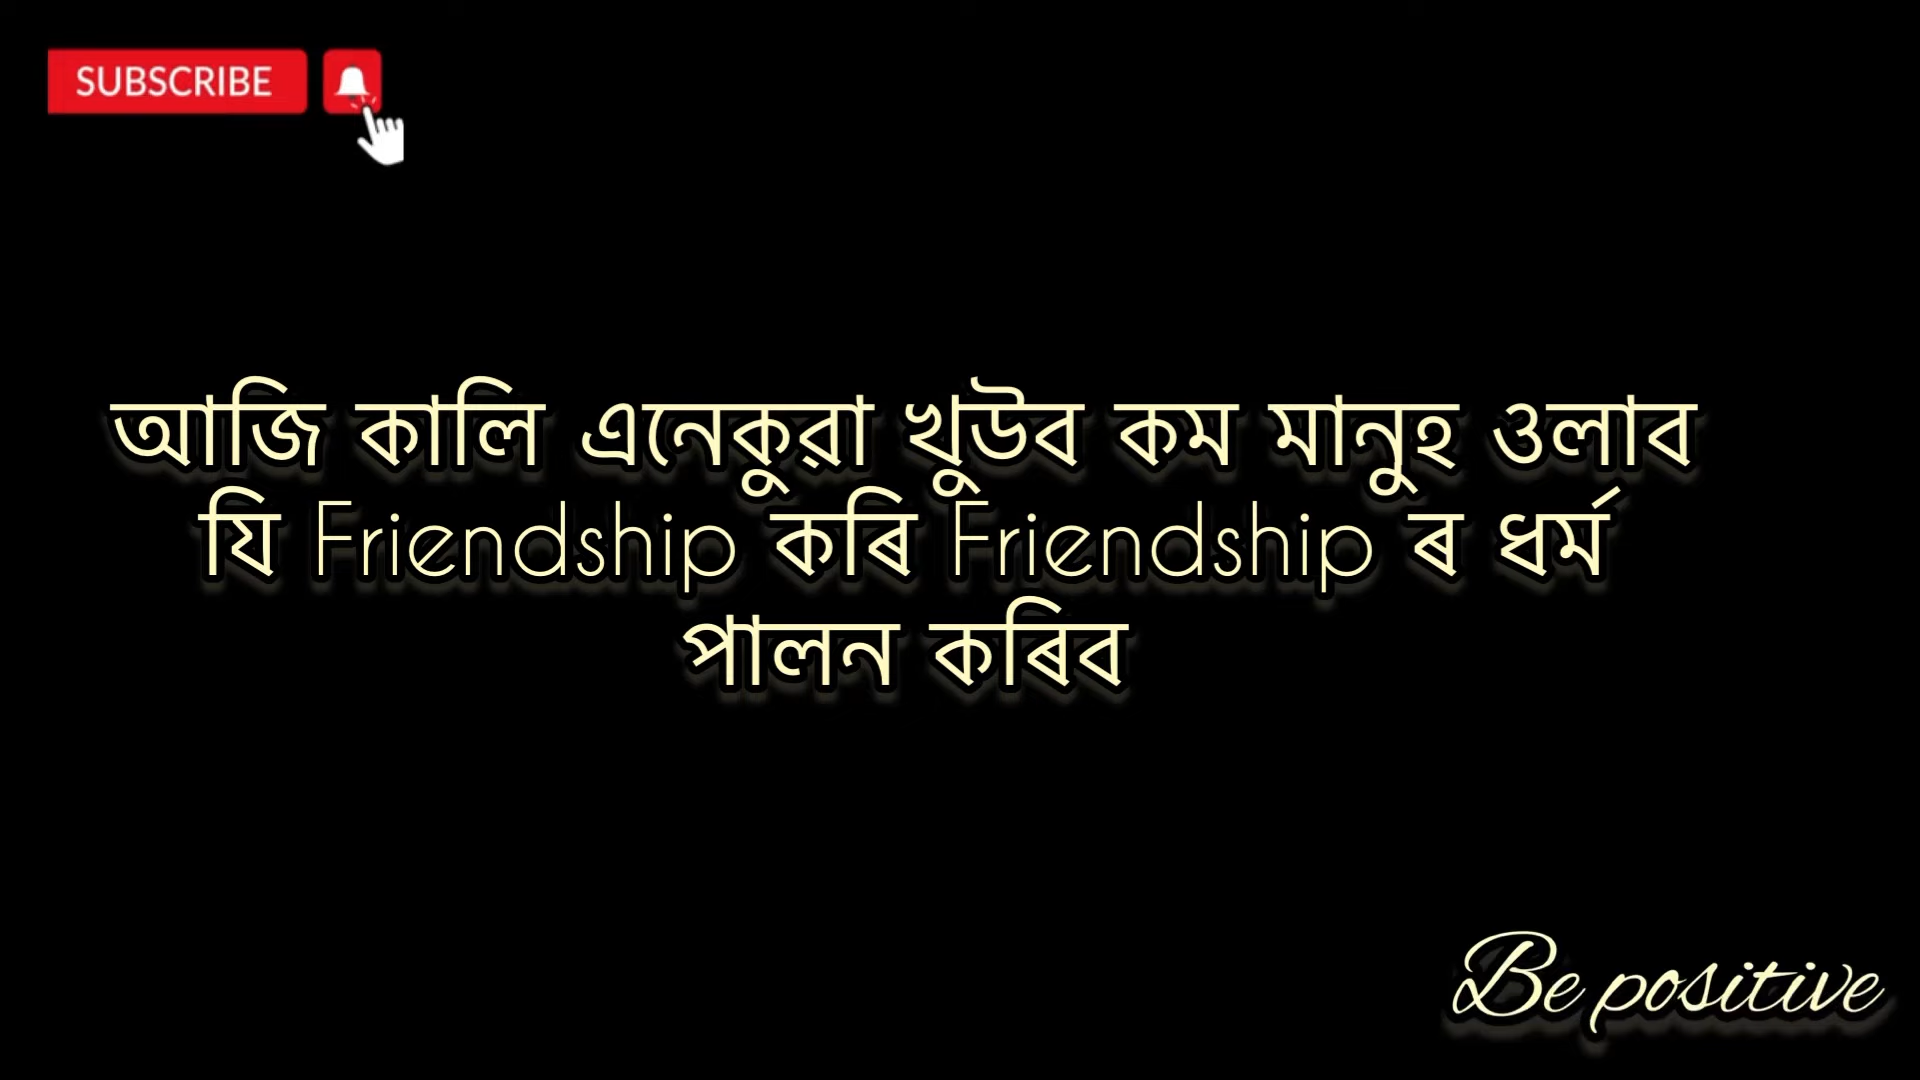 SUBSCRIBE
আজি কালি এনেকুরা খুউব কম মানুহ ওলাব
যি Friendship কৰি Friendship ৰ ধৰ্ম
পালন কৰিব
Be positive